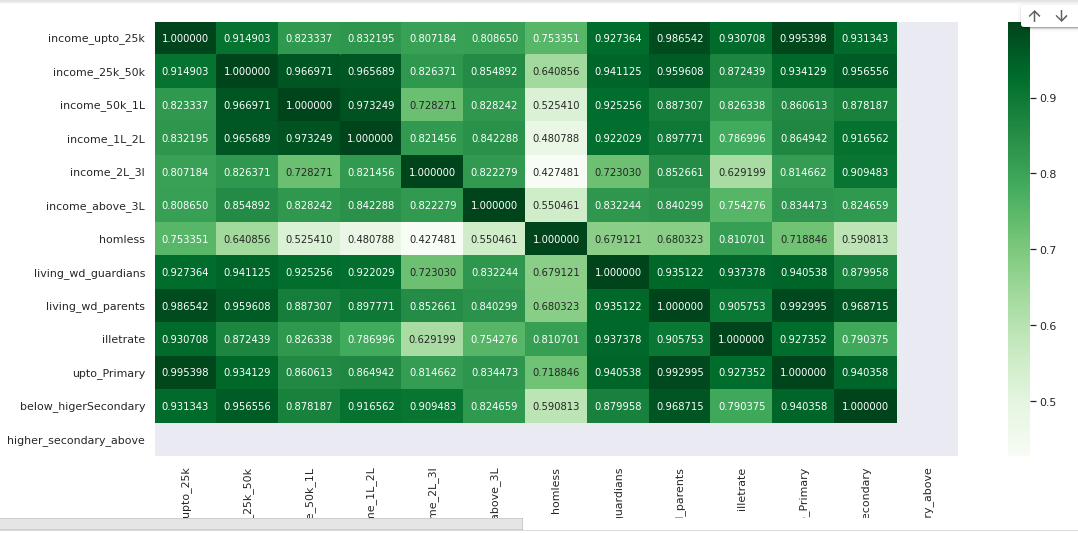 income_upto_25k 1.000000 0.914903 0.823337 0.832195 0.807184 0.808650 0.753351 0.927364 0.986542 0.930708 0.995398 0.931343
income_25k_50k 0.914903 1.000000 0.966971 0.965689 0.826371 0.854892 0.640856 0.941125 0.959608 0.872439 0.934129 0.956556
income_50k_1L 0.823337 0.966971 1.000000 0.973249 0.728271 0.828242 0.525410 0.925256 0.887307 0.826338 0.860613 0.878187
income_1L_2L 0.832195 0.965689 0.973249 1.000000 0.821456 0.842288 0.480788 0.922029 0.897771 0.786996 0.864942 0.916562
income_2L_3l 0.807184 0.826371 0.728271 0.821456 1.000000 0.822279 0.427481 0.723030 0.852661 0.629199 0.814662 0.909483
income_above_3L 0.808650 0.854892 0.828242 0.842288 0.822279 1.000000 0.550461 0.832244 0.840299 0.754276 0.834473 0.824659
homless 0.753351 0.640856 0.525410 0.480788 0.427481 0.550461 1.000000 0.679121 0.680323 0.810701 0.718846 0.590813
living_wd_guardians 0.927364 0.941125 0.925256 0.922029 0.723030 0.832244 0.679121 1.000000 0.935122 0.937378 0.940538 0.879958
living_wd_parents 0.986542 0.959608 0.887307 0.897771 0.852661 0.840299 0.680323 0.935122 1.000000 0.905753 0.992995 0.968715
illetrate 0.930708 0.872439 0.826338 0.786996 0.629199 0.754276 0.810701 0.937378 0.905753 1.000000 0.927352 0.790375
upto_Primary 0.995398 0.934129 0.860613 0.864942 0.814662 0.834473 0.718846 0.940538 0.992995 0.927352 1.000000 0.940358
below_higerSecondary 0.931343 0.956556 0.878187 0.916562 0.909483 0.824659 0.590813 0.879958 0.968715 0.790375 0.940358 1.000000
higher_secondary_above
upto_25k
_25k_50k
e_50k_1L
me_1L_2L
me_2L_3l
above_3L
homless
guardians
_parents
illetrate
_Primary
econdary
ry_above
0.9
0.8
0.7
0.6
0.5